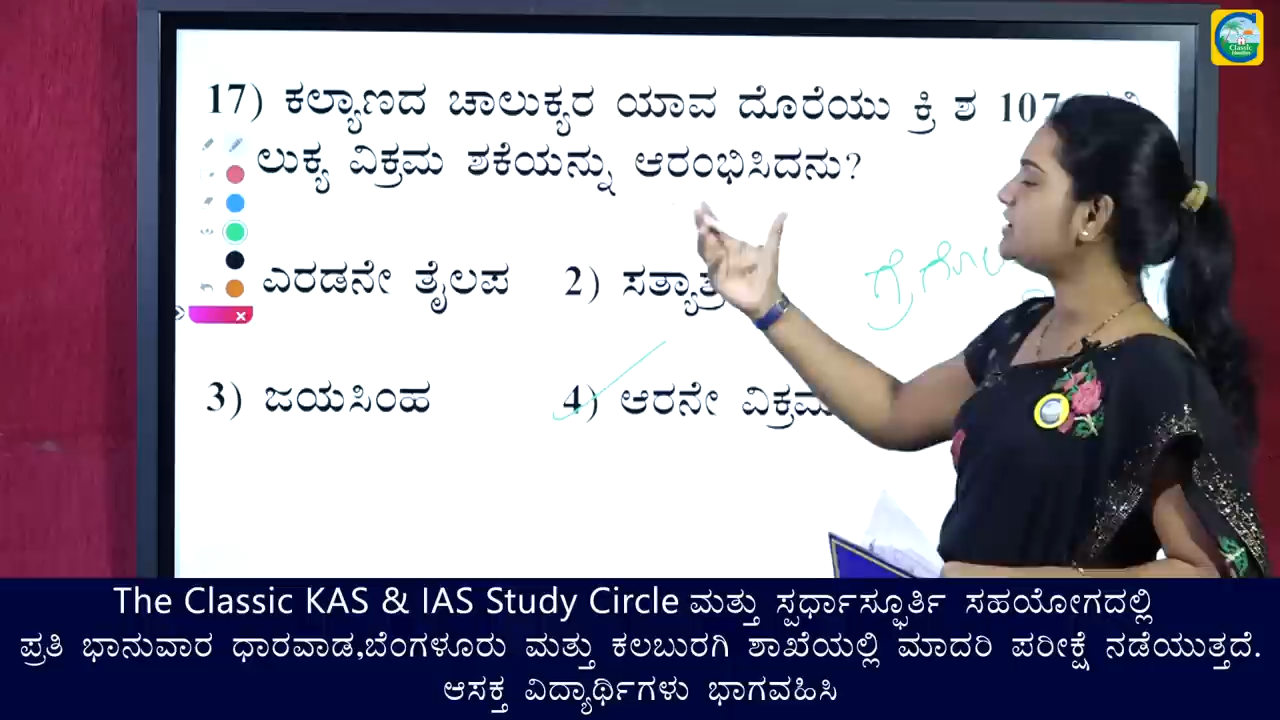 17) ಕಲ್ಯಾಣದ ಚಾಲುಕ್ಯರ ಯಾವ ದೊರೆಯು ಕ್ರಿ ಶ 107
ಲುಕ್ಯ ವಿಕ್ರಮ ಶಕೆಯನ್ನು ಆರಂಭಿಸಿದನು?
ಎರಡನೇ ತೈಲಪ 2) ಸತ್ಯಾಶ್ರ
3) ಜಯಸಿಂಹ 4) ಆರನೇ ವಿಕ್ರಮ
Classic
The Classic KAS & IAS Study Circle ಮತ್ತು ಸ್ಪರ್ಧಾಸ್ಫೂರ್ತಿ ಸಹಯೋಗದಲ್ಲಿ
ಪ್ರತಿ ಭಾನುವಾರ ಧಾರವಾಡ,ಬೆಂಗಳೂರು ಮತ್ತು ಕಲಬುರಗಿ ಶಾಖೆಯಲ್ಲಿ ಮಾದರಿ ಪರೀಕ್ಷೆ ನಡೆಯುತ್ತದೆ.
ಆಸಕ್ತ ವಿದ್ಯಾರ್ಥಿಗಳು ಭಾಗವಹಿಸಿ